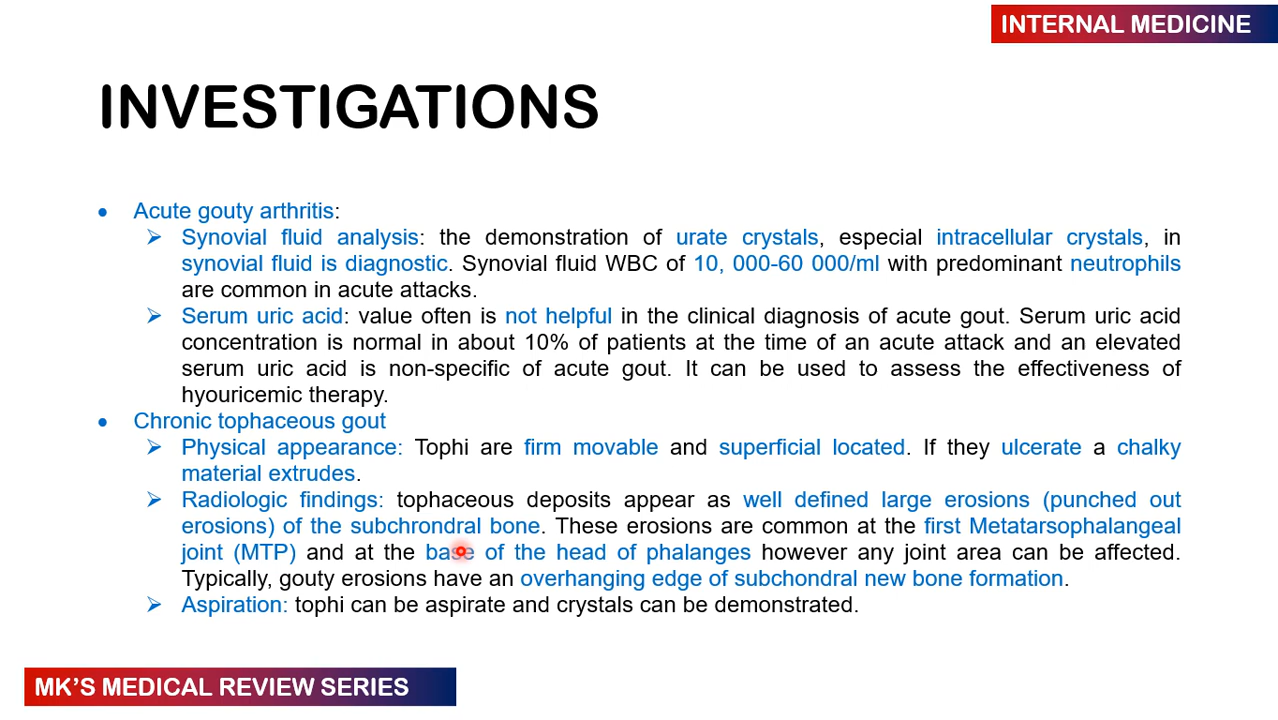 INTERNAL MEDICINE
INVESTIGATIONS
• Acute gouty arthritis:
➢ Synovial fluid analysis: the demonstration of urate crystals, especial intracellular crystals, in
synovial fluid is diagnostic. Synovial fluid WBC of 10, 000-60 000/ml with predominant neutrophils
are common in acute attacks.
➢ Serum uric acid: value often is not helpful in the clinical diagnosis of acute gout. Serum uric acid
concentration is normal in about 10% of patients at the time of an acute attack and an elevated
serum uric acid is non-specific of acute gout. It can be used to assess the effectiveness of
hyouricemic therapy.
• Chronic tophaceous gout
➢ Physical appearance: Tophi are firm movable and superficial located. If they ulcerate a chalky
material extrudes.
➢ Radiologic findings: tophaceous deposits appear as well defined large erosions (punched out
erosions) of the subchrondral bone. These erosions are common at the first Metatarsophalangeal
joint (MTP) and at the base of the head of phalanges however any joint area can be affected.
Typically, gouty erosions have an overhanging edge of subchondral new bone formation.
➢ Aspiration: tophi can be aspirate and crystals can be demonstrated.
MK'S MEDICAL REVIEW SERIES